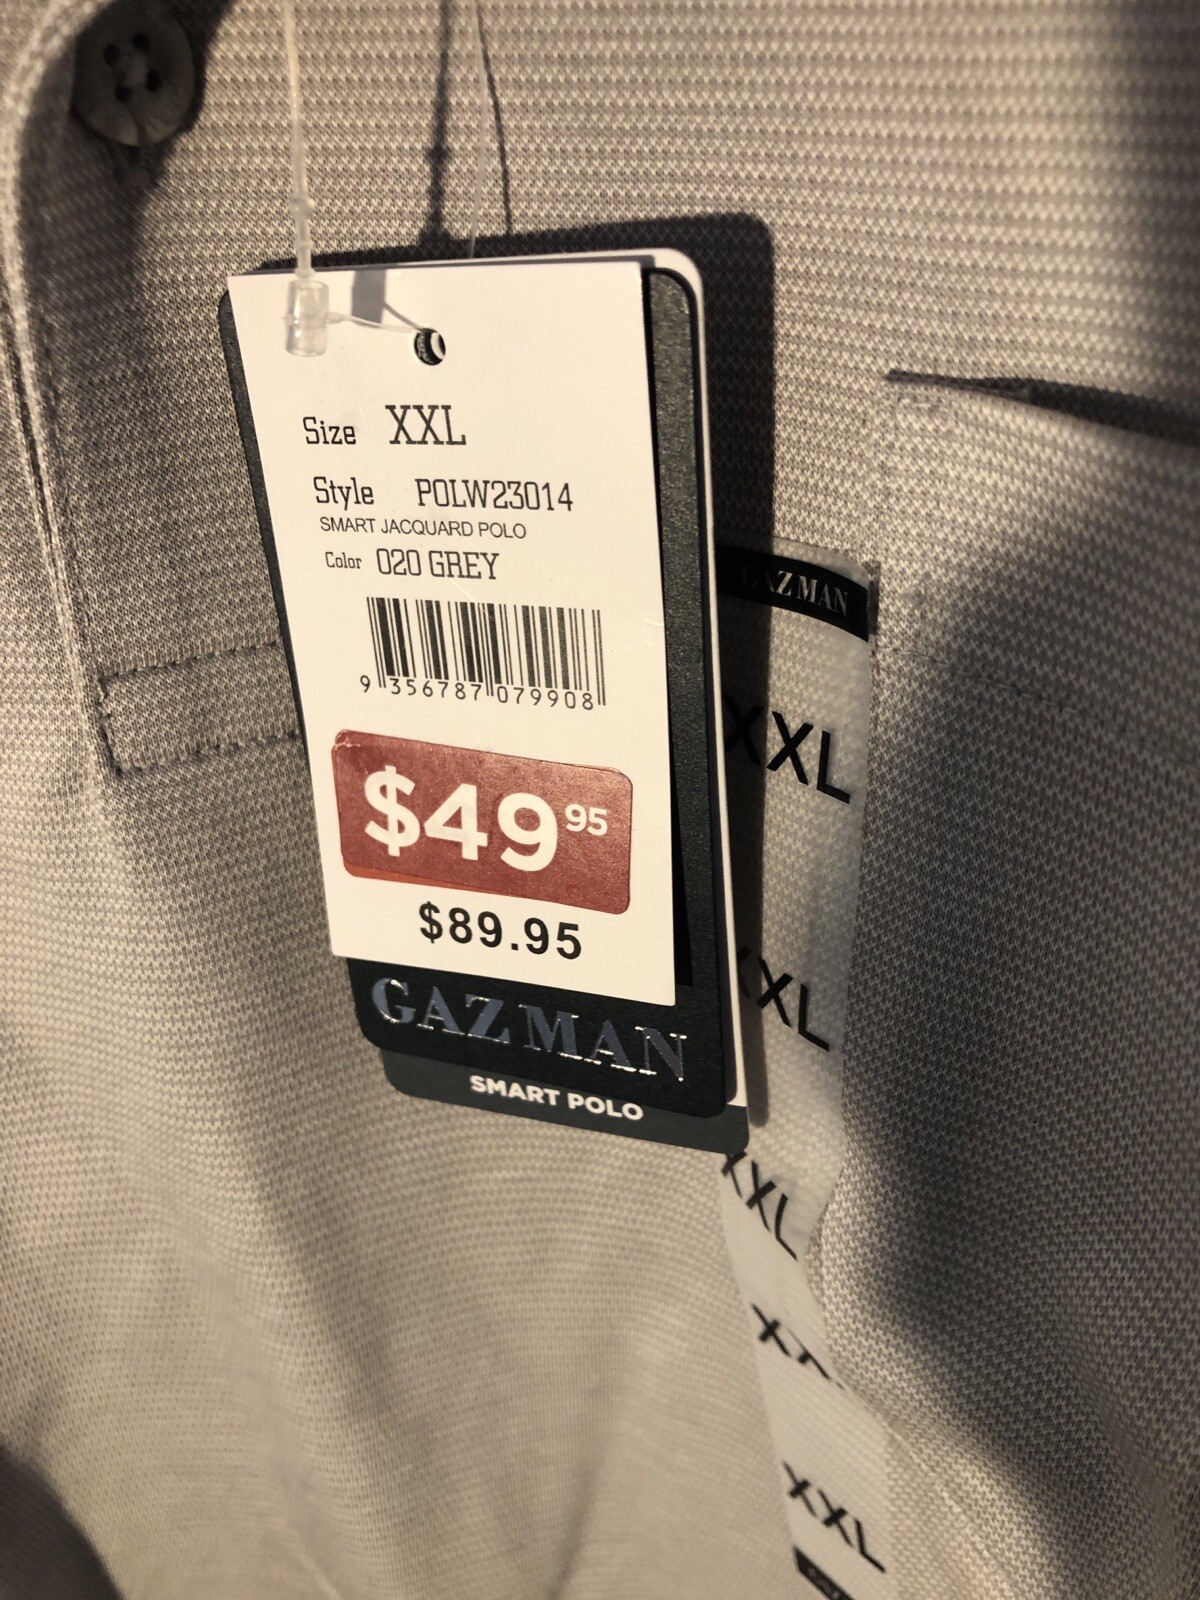 Size XXL
Style POLW23014
SMART JACQUARD POLO
Color 020 GREY
9 356787 079908
$49 95
$89.95
GAZMAN
SMART POLO
GAZMAN
XXL
XXL
XXL
XXL